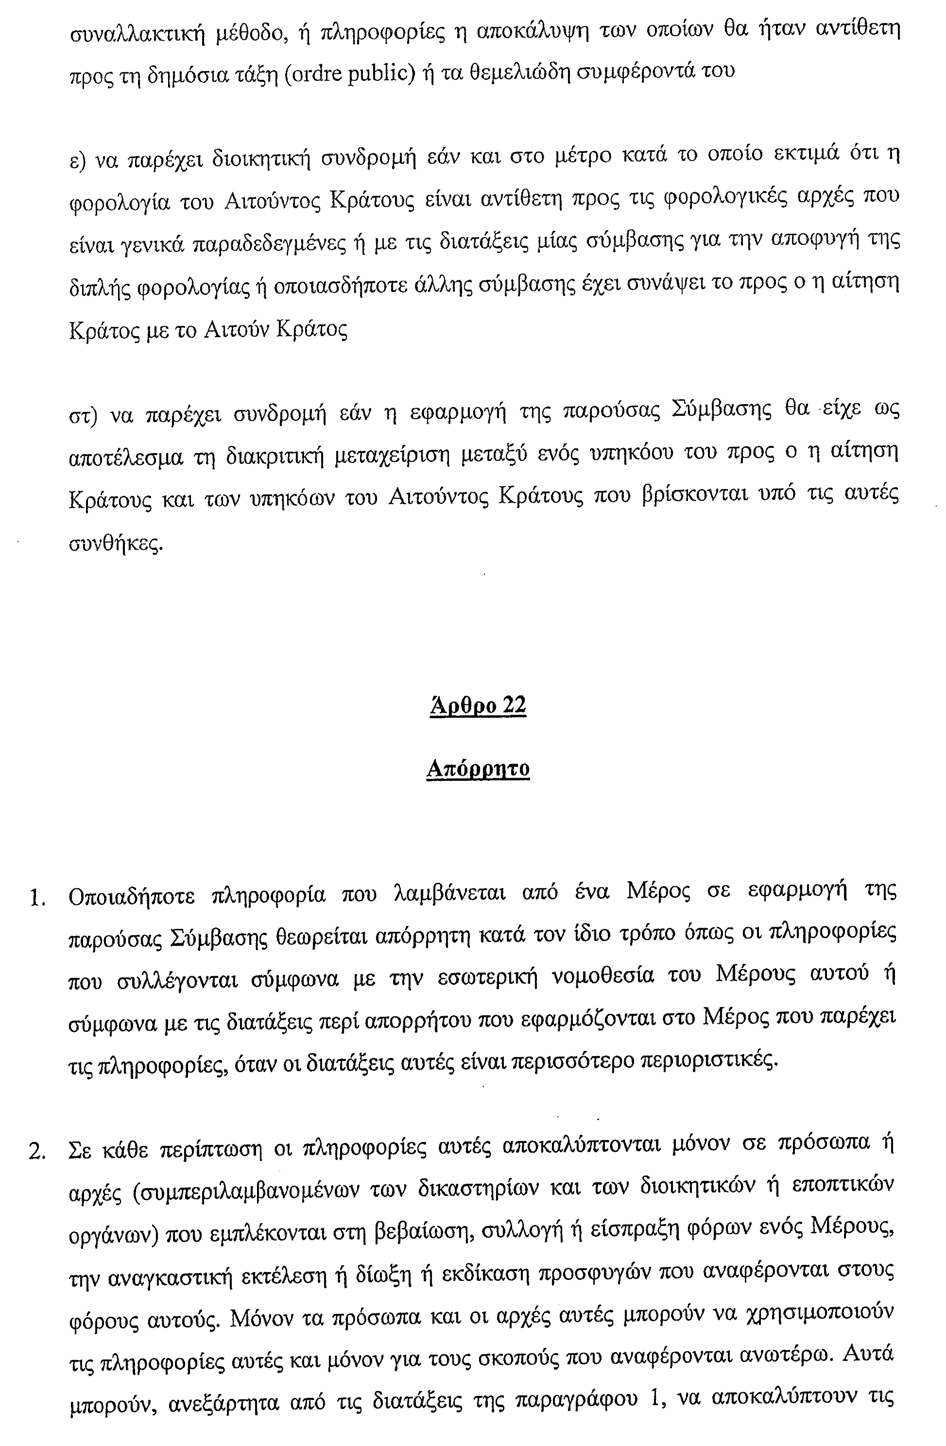 συναλλακτική μέθοδο, ή πληροφορίες η αποκάλυψη των οποίων θα ήταν αντίθετη
προς τη δημόσια τάξη (ordre public) ή τα θεμελιώδη συμφέροντά του
ε) να παρέχει διοικητική συνδρομή εάν και στο μέτρο κατά το οποίο εκτιμά ότι η
φορολογία του Αιτούντος Κράτους είναι αντίθετη προς τις φορολογικές αρχές που
είναι γενικά παραδεδεγμένες ή με τις διατάξεις μίας σύμβασης για την αποφυγή της
διπλής φορολογίας ή οποιασδήποτε άλλης σύμβασης έχει συνάψει το προς ο η αίτηση
Κράτος με το Αιτούν Κράτος
στ) να παρέχει συνδρομή εάν η εφαρμογή της παρούσας Σύμβασης θα είχε ως
αποτέλεσμα τη διακριτική μεταχείριση μεταξύ ενός υπηκόου του προς ο η αίτηση
Κράτους και των υπηκόων του Αιτούντος Κράτους που βρίσκονται υπό τις αυτές
συνθήκες.
Άρθρο 22
Απόρρητο
1. Οποιαδήποτε πληροφορία που λαμβάνεται από ένα Μέρος σε εφαρμογή της
παρούσας Σύμβασης θεωρείται απόρρητη κατά τον ίδιο τρόπο όπως οι πληροφορίες
που συλλέγονται σύμφωνα με την εσωτερική νομοθεσία του Μέρους αυτού ή
σύμφωνα με τις διατάξεις περί απορρήτου που εφαρμόζονται στο Μέρος που παρέχει
τις πληροφορίες, όταν οι διατάξεις αυτές είναι περισσότερο περιοριστικές.
2. Σε κάθε περίπτωση οι πληροφορίες αυτές αποκαλύπτονται μόνον σε πρόσωπα ή
αρχές (συμπεριλαμβανομένων των δικαστηρίων και των διοικητικών ή εποπτικών
οργάνων) που εμπλέκονται στη βεβαίωση, συλλογή ή είσπραξη φόρων ενός Μέρους,
την αναγκαστική εκτέλεση ή δίωξη ή εκδίκαση προσφυγών που αναφέρονται στους
φόρους αυτούς. Μόνον τα πρόσωπα και οι αρχές αυτές μπορούν να χρησιμοποιούν
τις πληροφορίες αυτές και μόνον για τους σκοπούς που αναφέρονται ανωτέρω. Αυτά
μπορούν, ανεξάρτητα από τις διατάξεις της παραγράφου 1, να αποκαλύπτουν τις